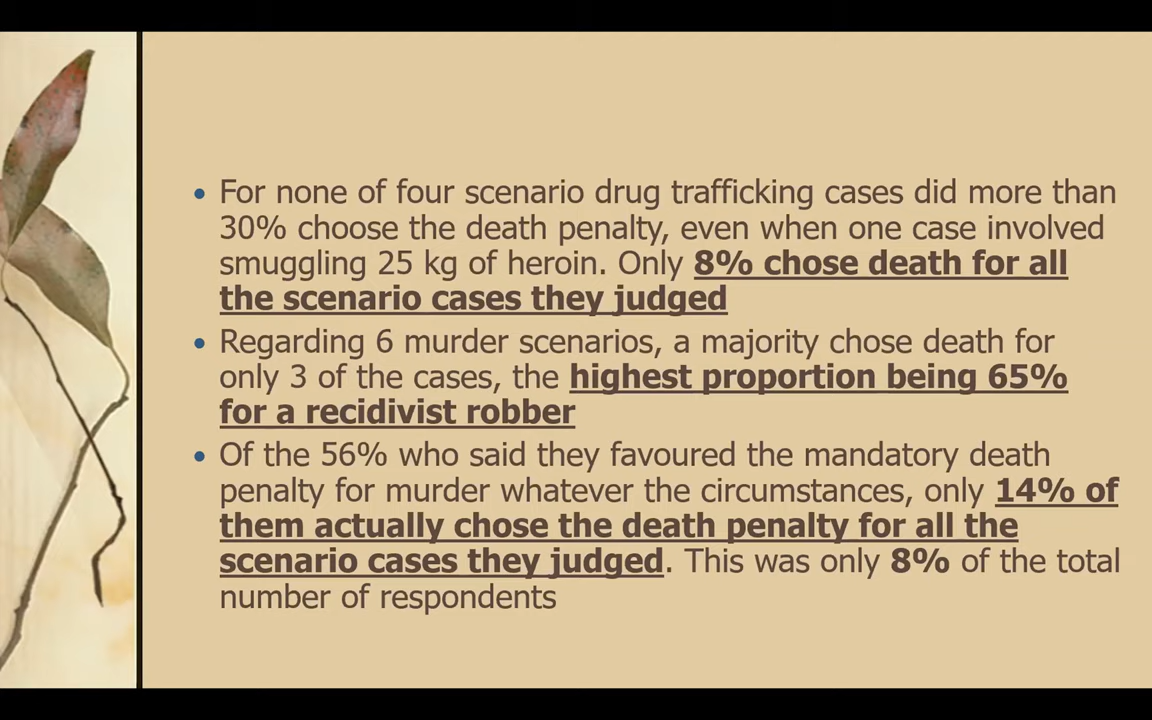 • For none of four scenario drug trafficking cases did more than
30% choose the death penalty, even when one case involved
smuggling 25 kg of heroin. Only 8% chose death for all
the scenario cases they judged
• Regarding 6 murder scenarios, a majority chose death for
only 3 of the cases, the highest proportion being 65%
for a recidivist robber
• Of the 56% who said they favoured the mandatory death
penalty for murder whatever the circumstances, only 14% of
them actually chose the death penalty for all the
scenario cases they judged. This was only 8% of the total
number of respondents